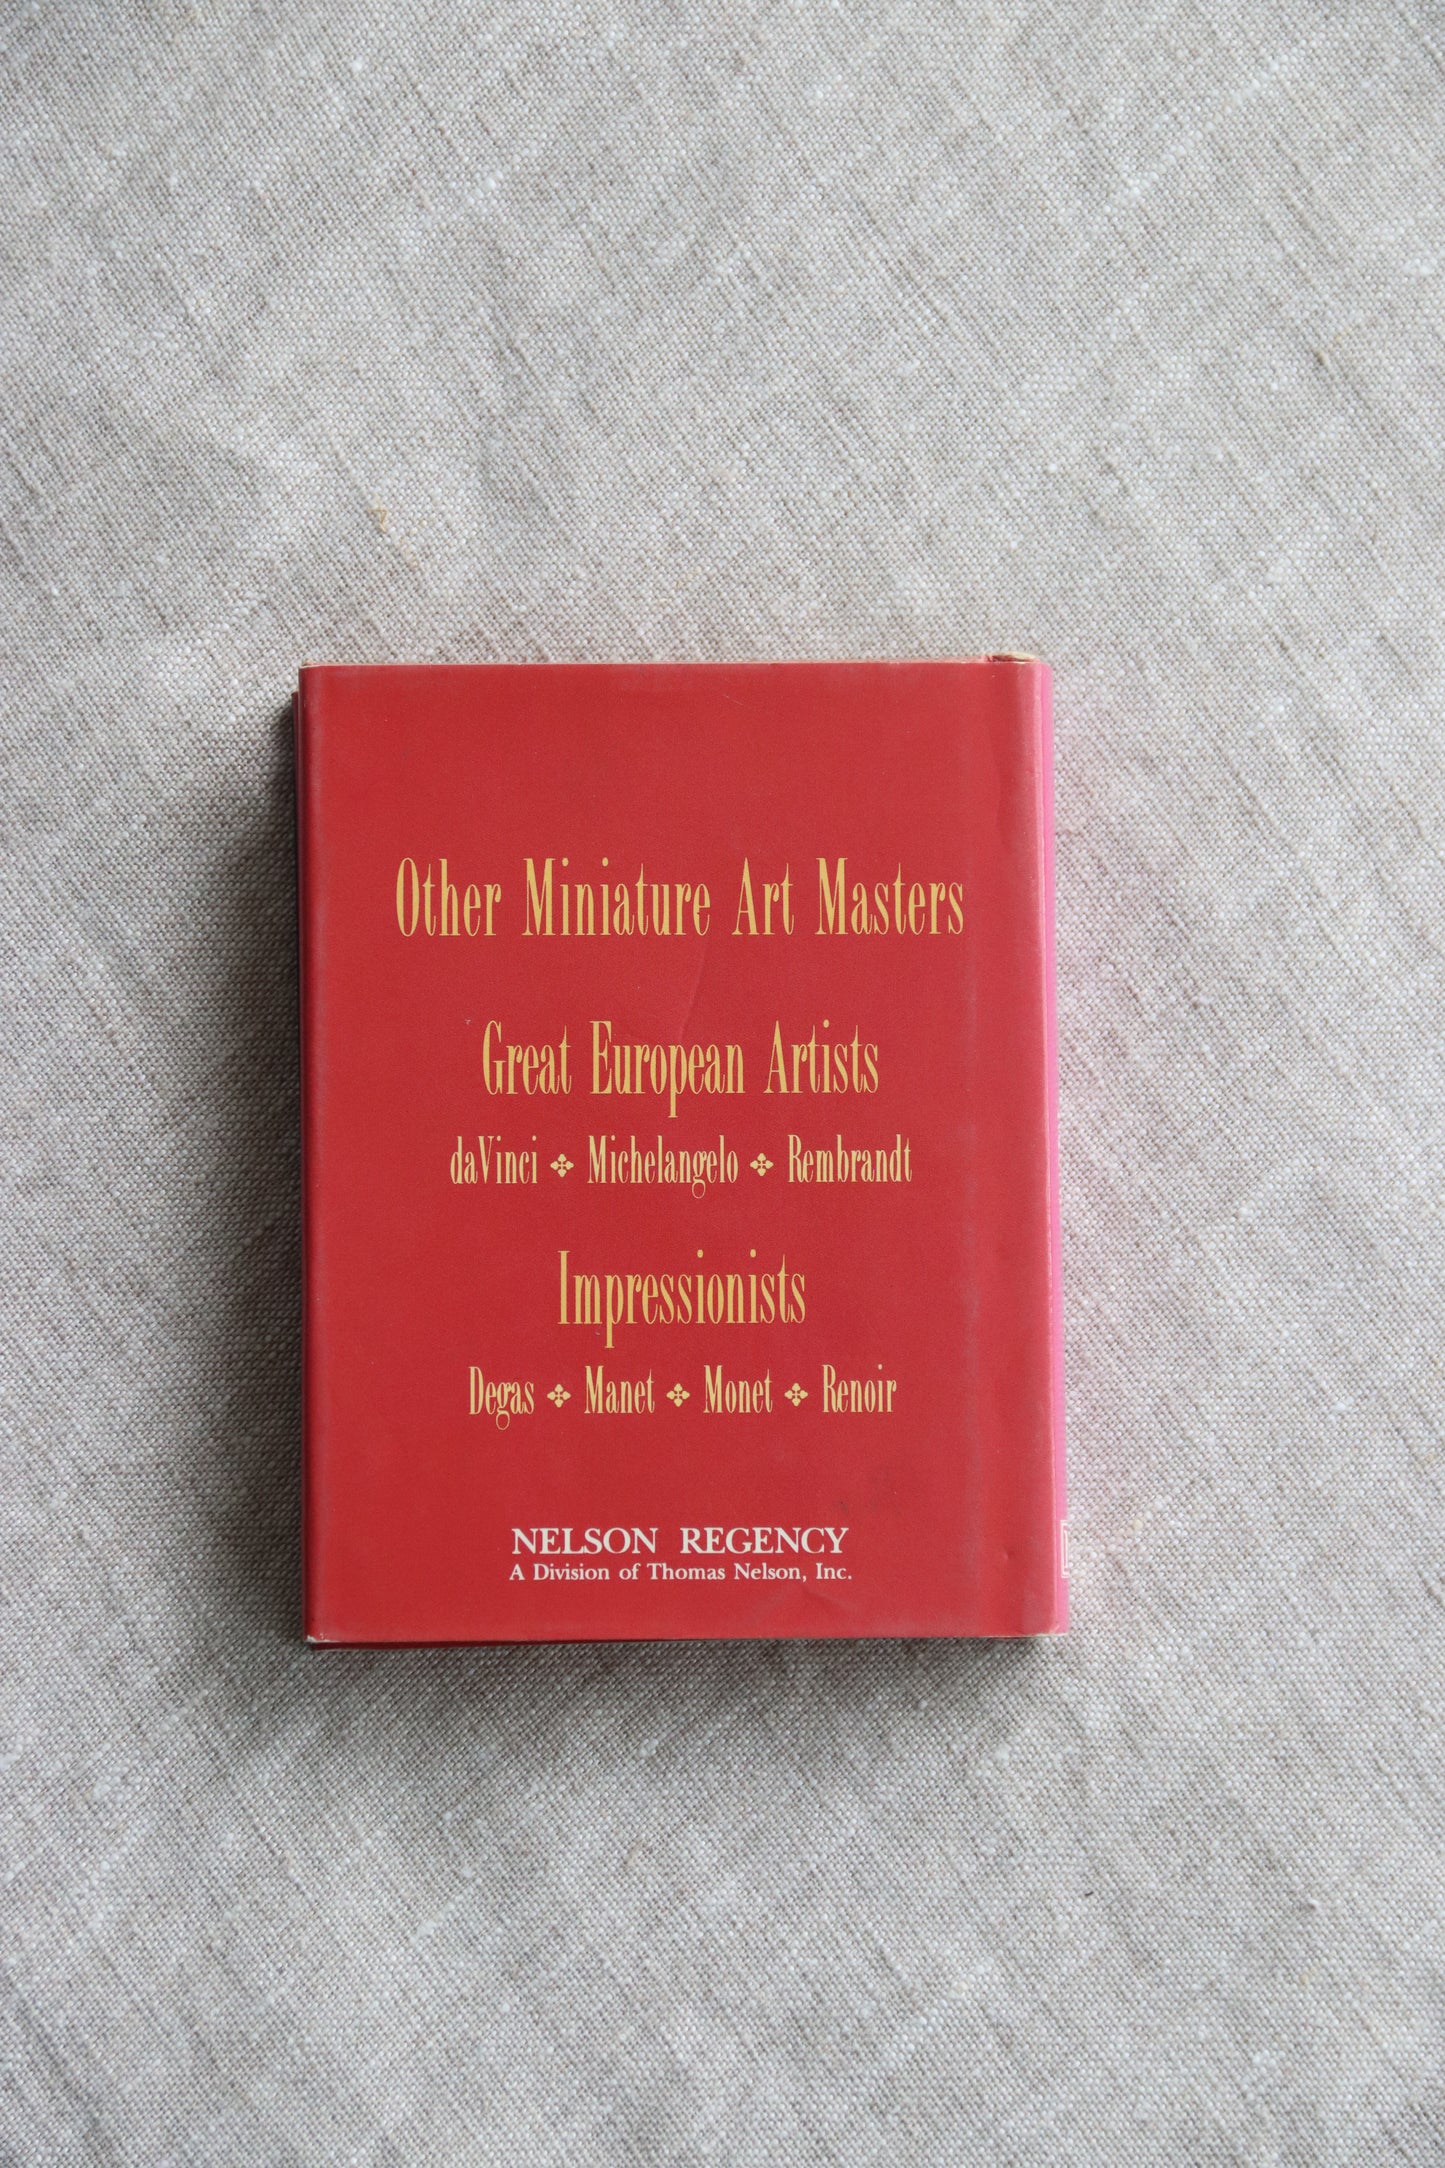 Other Miniature Art Masters
Great European Artists
daVinci ✤ Michelangelo ✤ Rembrandt
Impressionists
Degas ✤ Manet ✤ Monet ✤ Renoir
NELSON REGENCY
A Division of Thomas Nelson, Inc.